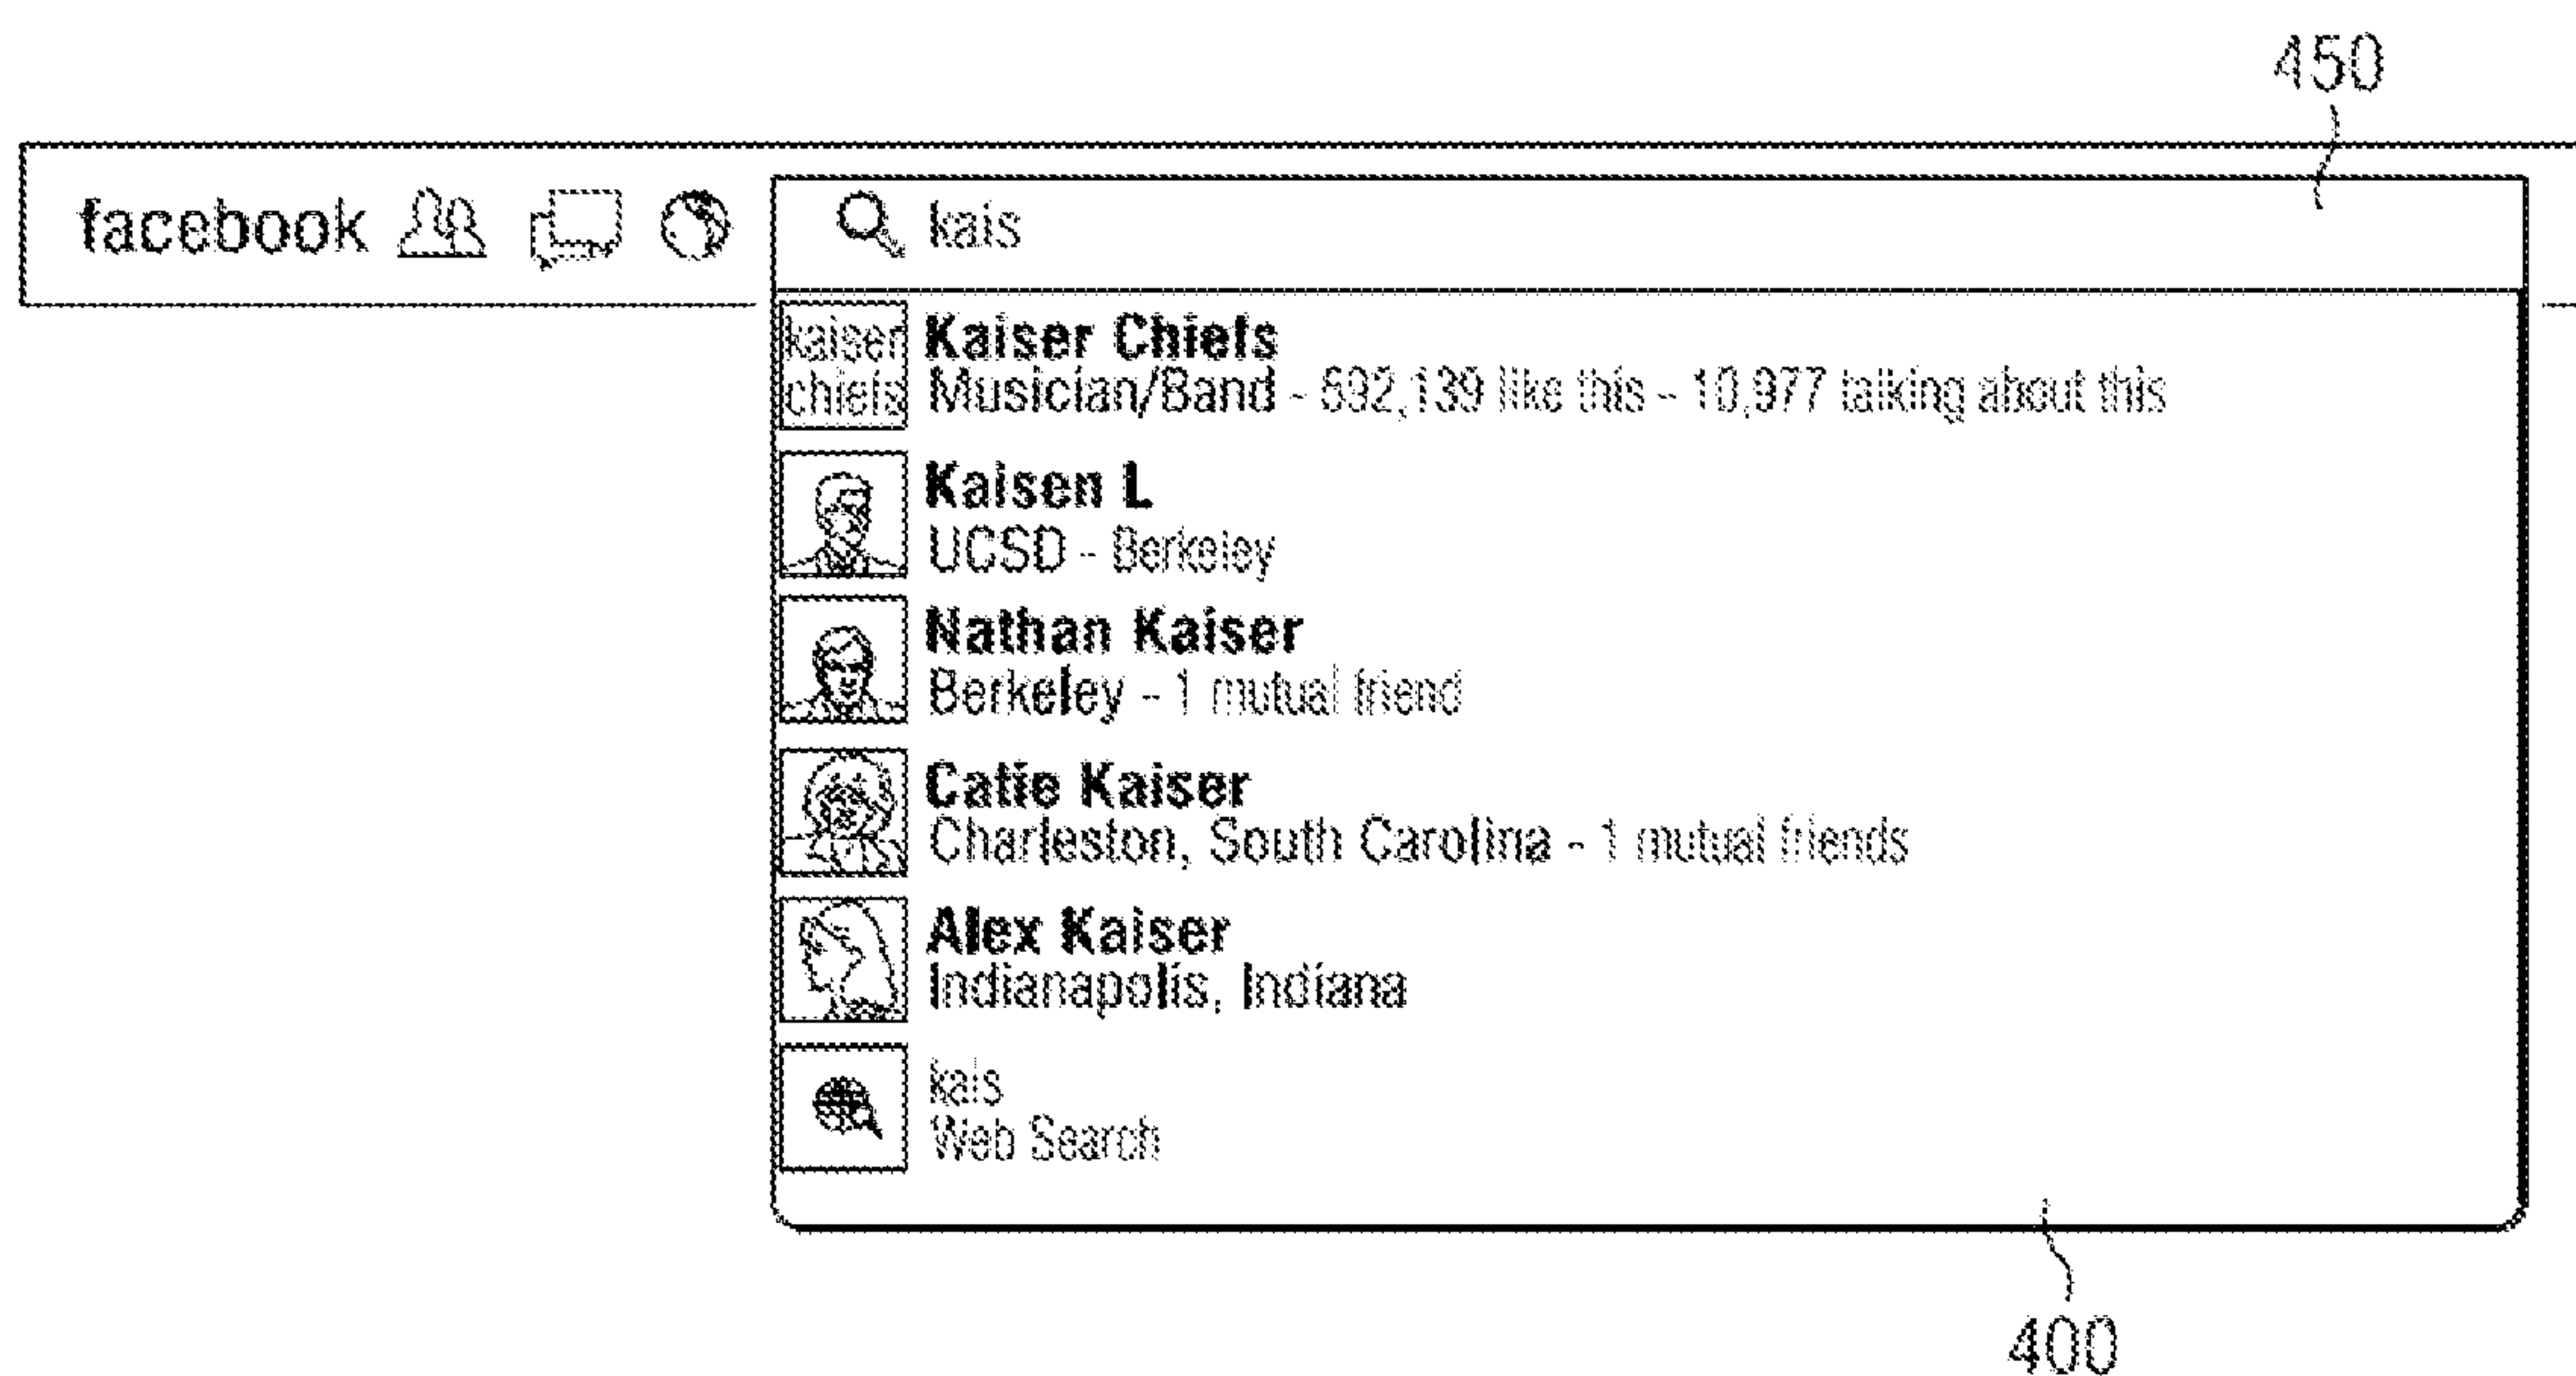 450
facebook
kais
kaiser
chiefs
Kaiser Chiefs
Musician/Band - 592,139 like this - 10,977 talking about this
Kaisen L
UCSD - Berkeley
Nathan Kaiser
Berkeley - 1 mutual friend
Catie Kaiser
Charleston, South Carolina - 1 mutual friends
Alex Kaiser
Indianapolis, Indiana
kais
Web Search
400